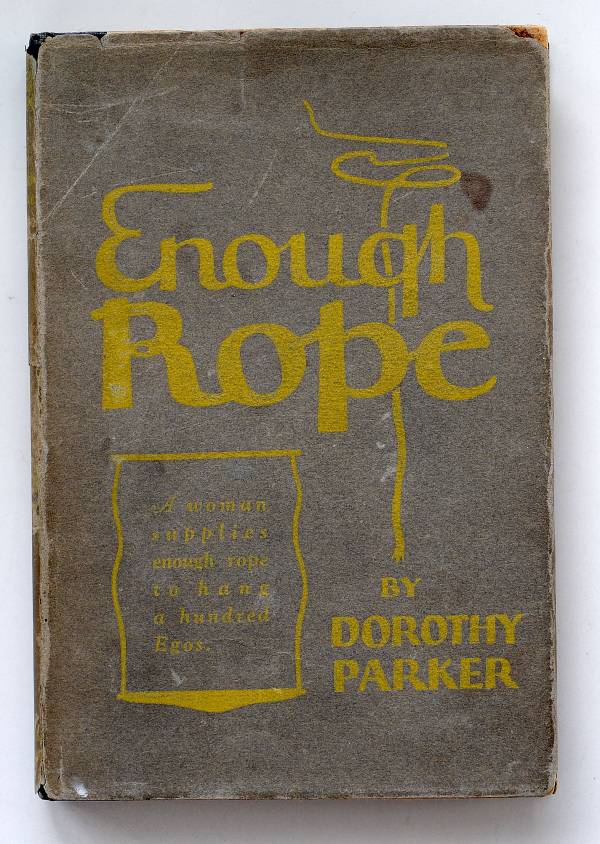 Enough
Rope
A woman
supplies
enough rope
to hang
a hundred
Egos.
BY
DOROTHY
PARKER